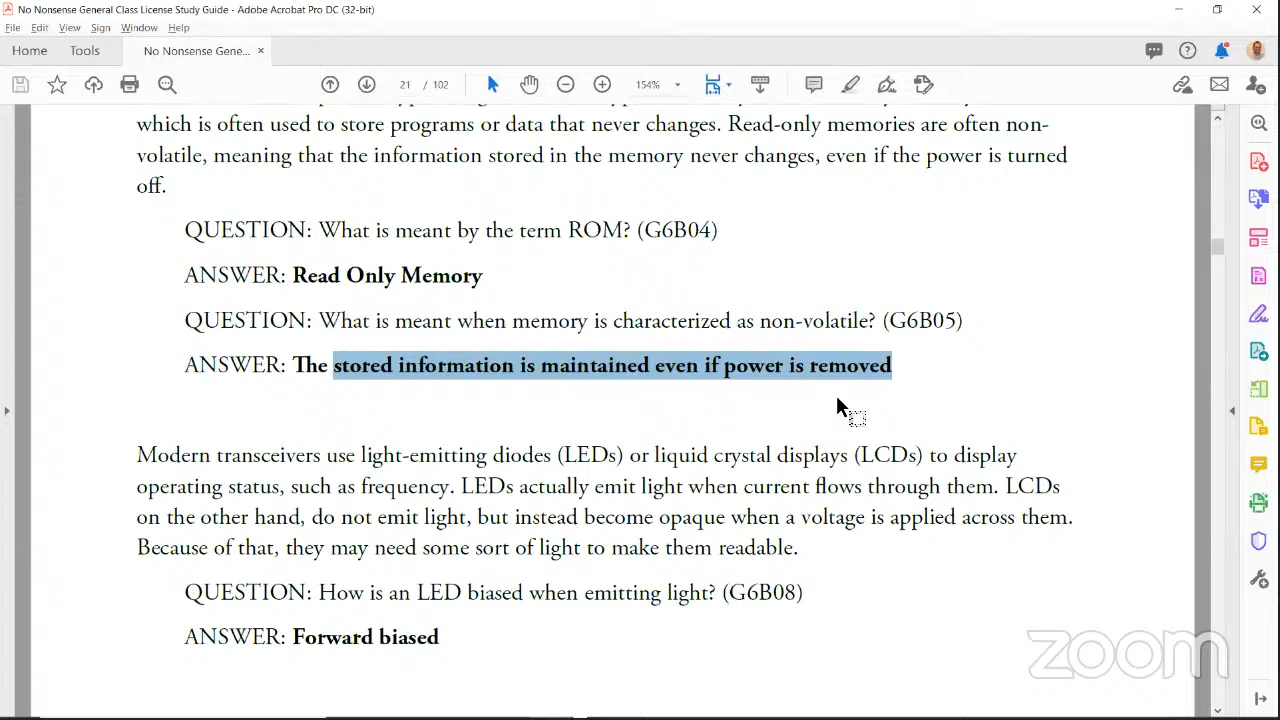 No Nonsense General Class License Study Guide - Adobe Acrobat Pro DC (32-bit)
File Edit View Sign Window Help
Home Tools No Nonsense Gene... ×
21 / 102 154%
which is often used to store programs or data that never changes. Read-only memories are often non-
volatile, meaning that the information stored in the memory never changes, even if the power is turned
off.
QUESTION: What is meant by the term ROM? (G6B04)
ANSWER: Read Only Memory
QUESTION: What is meant when memory is characterized as non-volatile? (G6B05)
ANSWER: The stored information is maintained even if power is removed
Modern transceivers use light-emitting diodes (LEDs) or liquid crystal displays (LCDs) to display
operating status, such as frequency. LEDs actually emit light when current flows through them. LCDs
on the other hand, do not emit light, but instead become opaque when a voltage is applied across them.
Because of that, they may need some sort of light to make them readable.
QUESTION: How is an LED biased when emitting light? (G6B08)
ANSWER: Forward biased
zoom